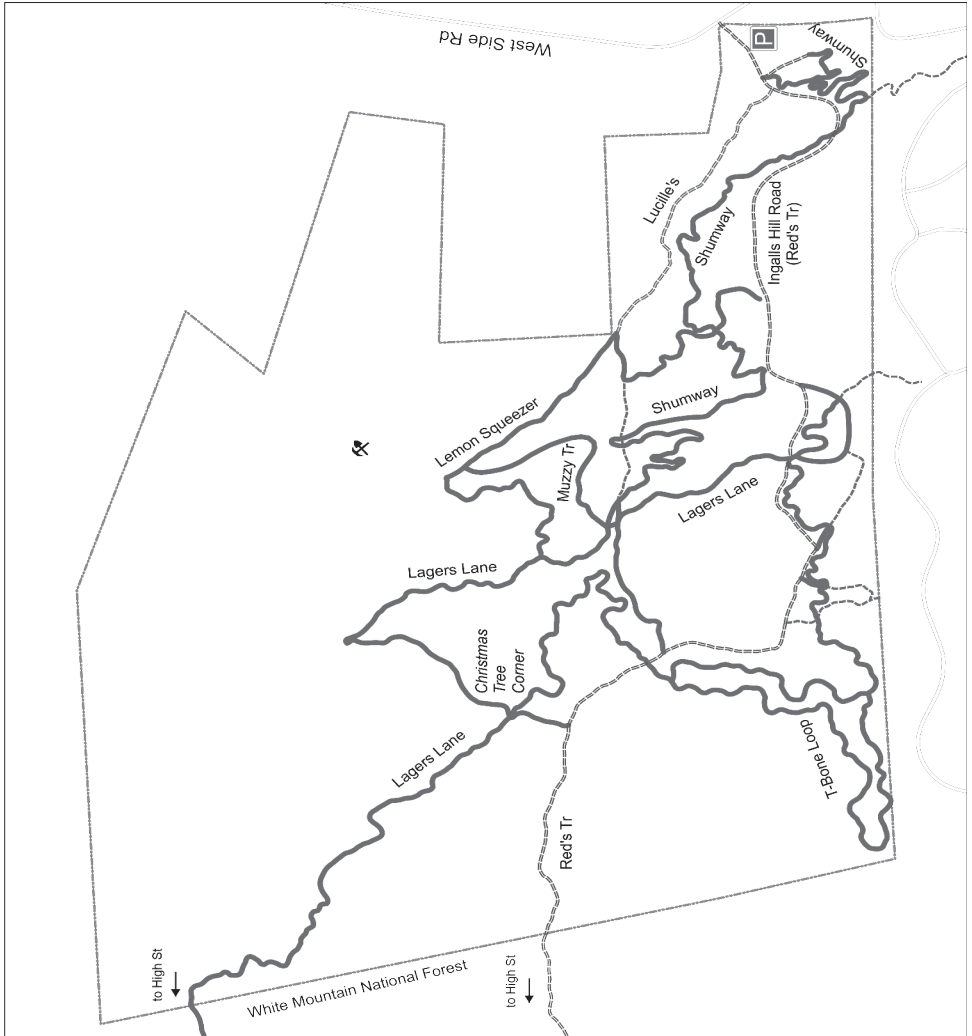 West Side Rd
P
Shumway
Lucille's
Shumway
Ingalls Hill Road
(Red's Tr)
Lemon Squeezer
Shumway
Muzzy Tr
Lagers Lane
Lagers Lane
Christmas
Tree
Corner
Lagers Lane
T-Bone Loop
Red's Tr
to High St
White Mountain National Forest
to High St